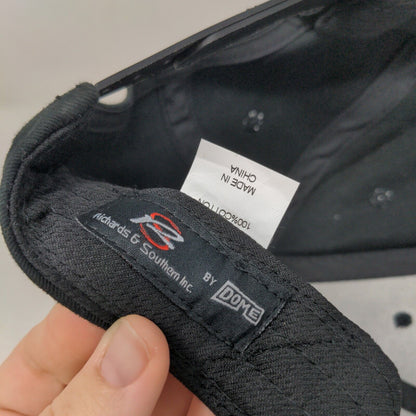 Richards & Southern Inc.
BY DOME
100%COTTON
MADE IN
CHINA